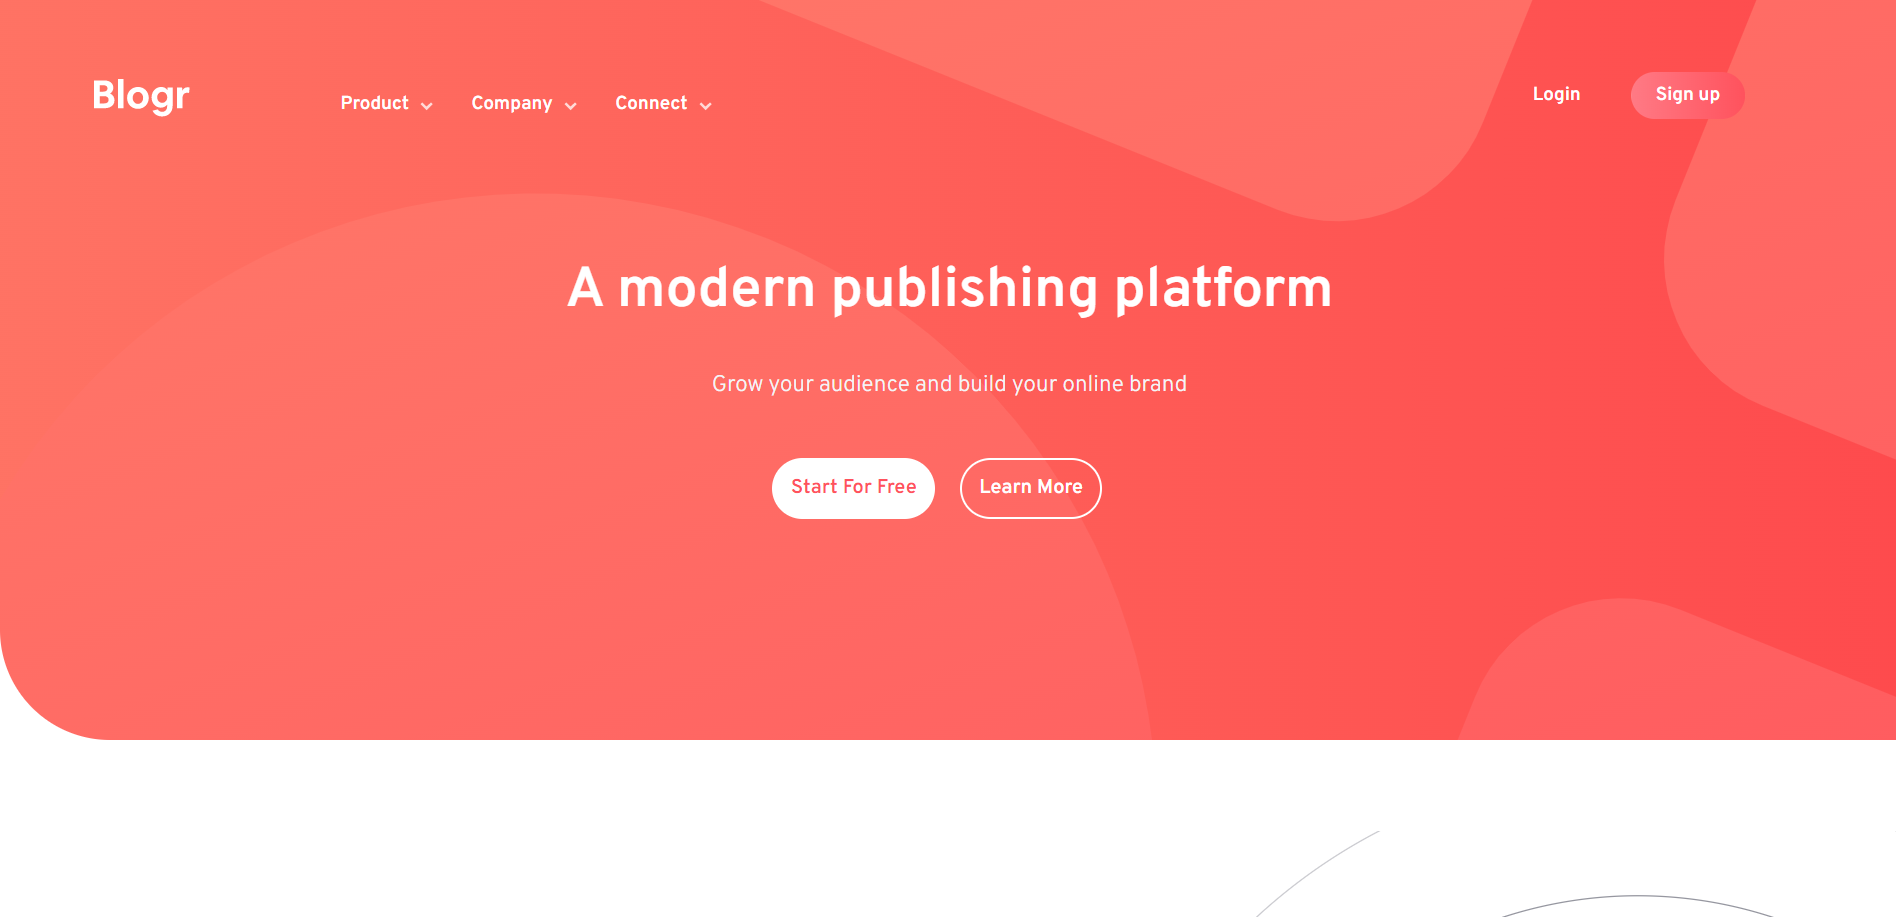 Blogr
Product
Company
Connect
Login
Sign up
A modern publishing platform
Grow your audience and build your online brand
Start For Free
Learn More